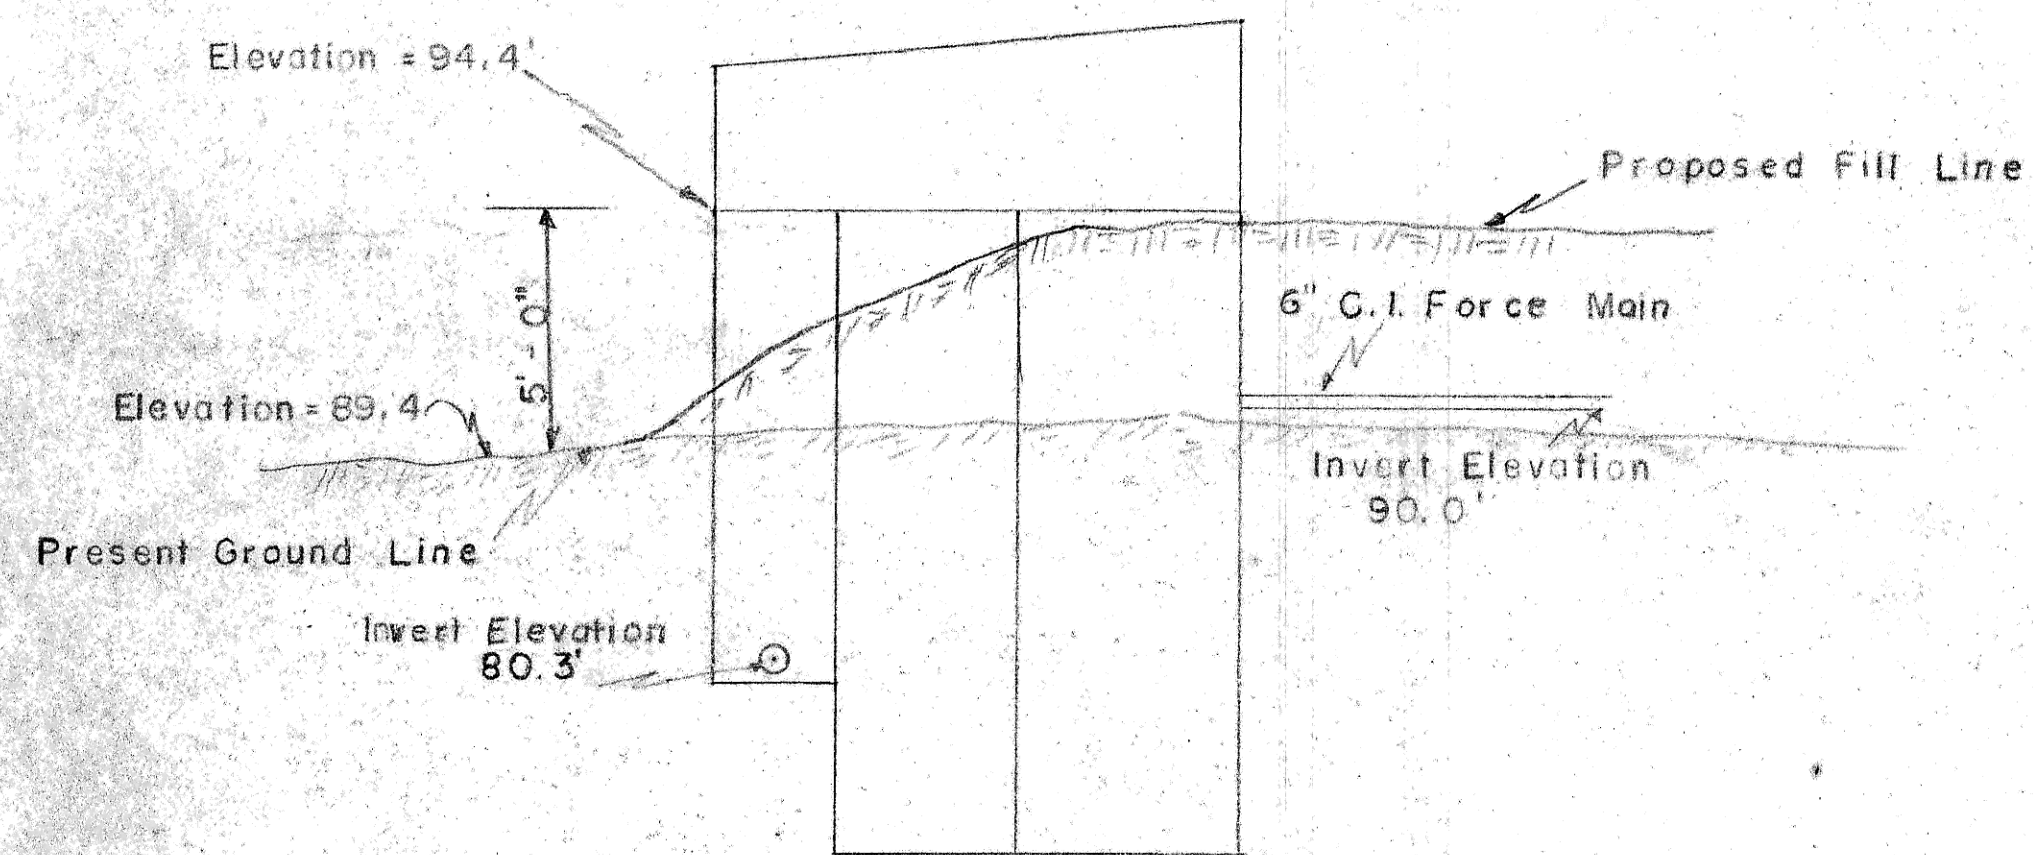 Elevation = 94.4'
Proposed Fill Line
5' - 0"
6" C.I. Force Main
Elevation = 89.4
Invert Elevation
90.0'
Present Ground Line
Invert Elevation
80.3'